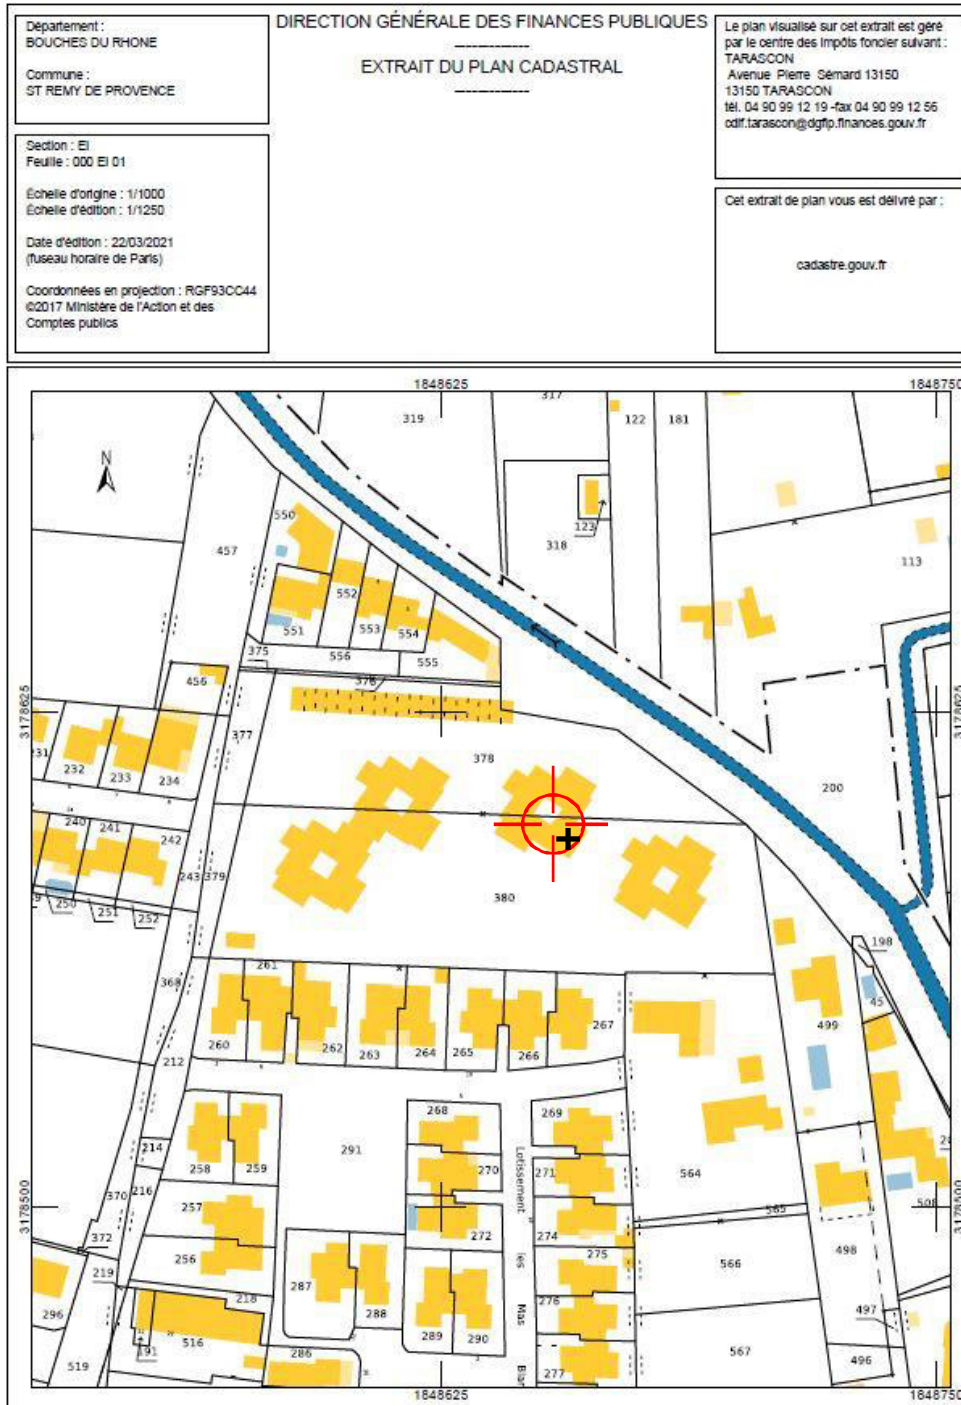 Département :
BOUCHES DU RHONE
Commune :
ST REMY DE PROVENCE
Section : EI
Feuille : 000 EI 01
Échelle d'origine : 1/1000
Échelle d'édition : 1/1250
Date d'édition : 22/03/2021
(fuseau horaire de Paris)
Coordonnées en projection : RGF93CC44
©2017 Ministère de l'Action et des
Comptes publics
DIRECTION GÉNÉRALE DES FINANCES PUBLIQUES
EXTRAIT DU PLAN CADASTRAL
Le plan visualisé sur cet extrait est géré
par le centre des impôts foncier suivant :
TARASCON
Avenue Pierre Sémard 13150
13150 TARASCON
tél. 04 90 99 12 19 -fax 04 90 99 12 56
cdif.tarascon@dgfip.finances.gouv.fr
Cet extrait de plan vous est délivré par :
cadastre.gouv.fr
1848625 1848750
317
319 122 181
N
550 123
457 318 113
552
551 553 554
375 556 555
456 376
3178625 3178625
377
231 232 233 234 378
200
240 241 242
243 379
380
250 251 252
198
261
368 45
260 262 263 264 265 266 267 499
212
268 269
214 291
258 259 270 271 564
370 216
257 Lotissement
3178500 272 274 565 508 3178500
372 256 275 498
les
219 287 566
218 276
296 288 289 290 Mas 497
516
191 286 567
519 277 496
1848625 1848750